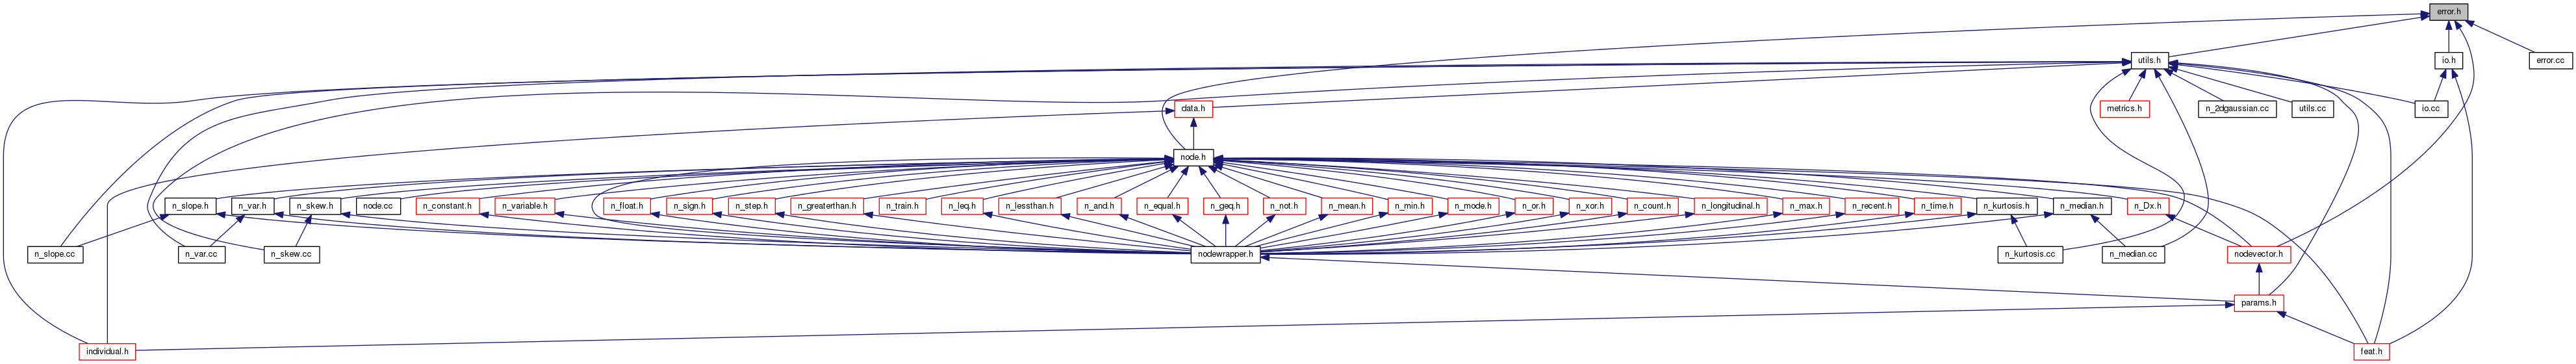 error.h
utils.h
io.h
error.cc
data.h
metrics.h
n_2dgaussian.cc
utils.cc
io.cc
node.h
n_slope.h
n_var.h
n_skew.h
node.cc
n_constant.h
n_variable.h
n_float.h
n_sign.h
n_step.h
n_greaterthan.h
n_train.h
n_leq.h
n_lessthan.h
n_and.h
n_equal.h
n_geq.h
n_not.h
n_mean.h
n_min.h
n_mode.h
n_or.h
n_xor.h
n_count.h
n_longitudinal.h
n_max.h
n_recent.h
n_time.h
n_kurtosis.h
n_median.h
n_Dx.h
n_slope.cc
n_var.cc
n_skew.cc
nodewrapper.h
n_kurtosis.cc
n_median.cc
nodevector.h
params.h
individual.h
feat.h